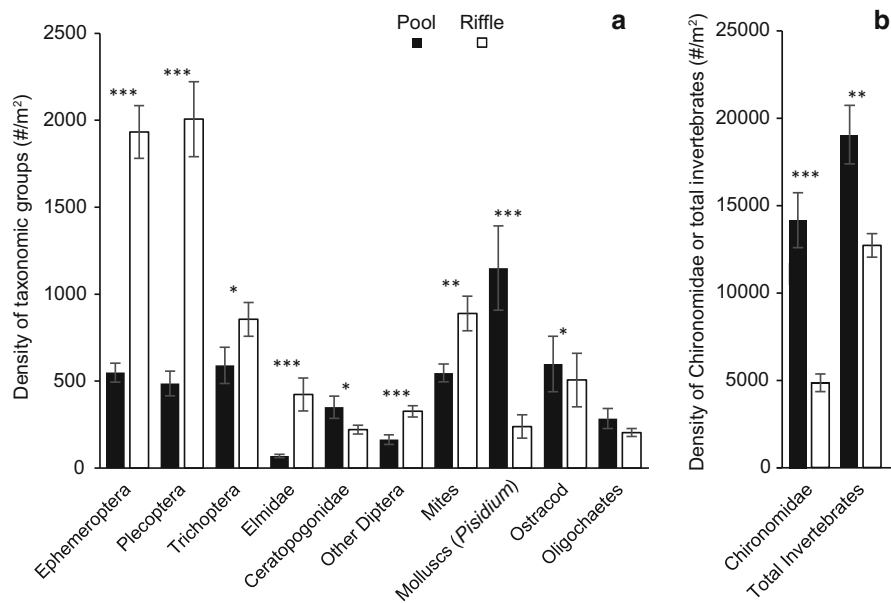 Pool Riffle
a
b
Density of taxonomic groups (#/m²)
2500
2000
1500
1000
500
0
***
***
*
***
*
***
**
***
*
Ephemeroptera
Plecoptera
Trichoptera
Elmidae
Ceratopogonidae
Other Diptera
Mites
Molluscs (Pisidium)
Ostracod
Oligochaetes
Density of Chironomidae or total invertebrates (#/m²)
25000
20000
15000
10000
5000
0
***
**
Chironomidae
Total Invertebrates